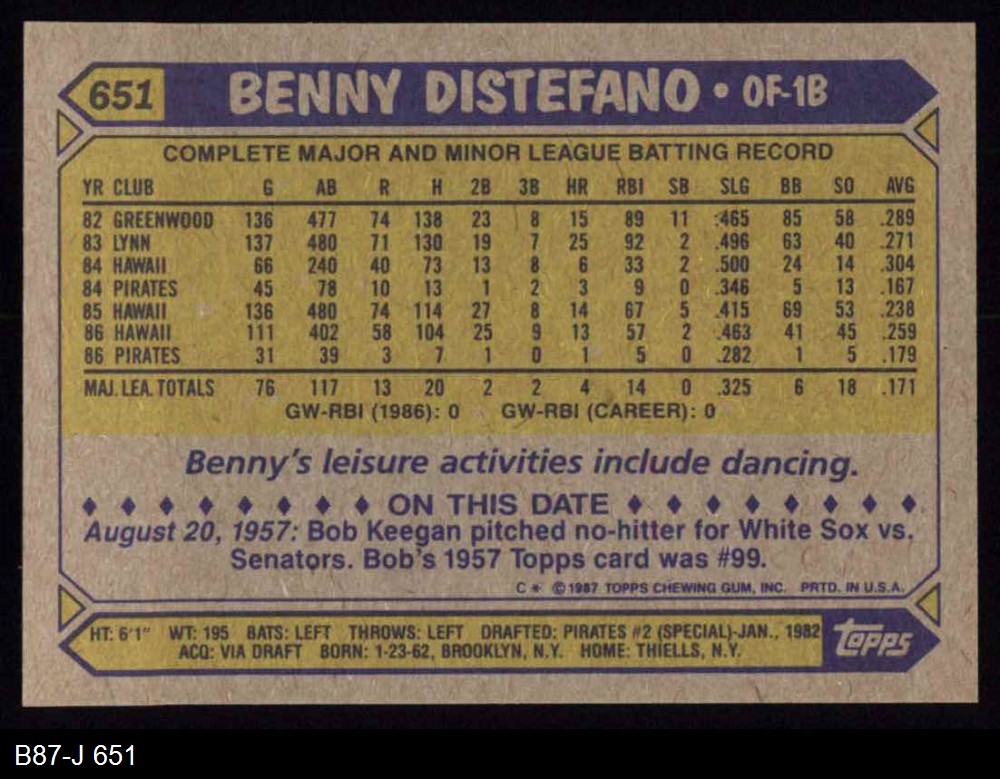 651 BENNY DISTEFANO • OF-1B
COMPLETE MAJOR AND MINOR LEAGUE BATTING RECORD
YR CLUB G AB R H 2B 3B HR RBI SB SLG BB SO AVG
82 GREENWOOD 136 477 74 138 23 8 15 89 11 .465 85 58 .289
83 LYNN 137 480 71 130 19 7 25 92 2 .496 63 40 .271
84 HAWAII 66 240 40 73 13 8 6 33 2 .500 24 14 .304
84 PIRATES 45 78 10 13 1 2 3 9 0 .346 5 13 .167
85 HAWAII 136 480 74 114 27 8 14 67 5 .415 69 53 .238
86 HAWAII 111 402 58 104 25 9 13 57 2 .463 41 45 .259
86 PIRATES 31 39 3 7 1 0 1 5 0 .282 1 5 .179
MAJ. LEA. TOTALS 76 117 13 20 2 2 4 14 0 .325 6 18 .171
GW-RBI (1986): 0 GW-RBI (CAREER): 0
Benny's leisure activities include dancing.
♦ ♦ ♦ ♦ ♦ ♦ ♦ ♦ ON THIS DATE ♦ ♦ ♦ ♦ ♦ ♦ ♦ ♦
August 20, 1957: Bob Keegan pitched no-hitter for White Sox vs.
Senators. Bob's 1957 Topps card was #99.
C * © 1987 TOPPS CHEWING GUM, INC. PRTD. IN U.S.A.
HT: 6'1" WT: 195 BATS: LEFT THROWS: LEFT DRAFTED: PIRATES #2 (SPECIAL)-JAN., 1982
ACQ: VIA DRAFT BORN: 1-23-62, BROOKLYN, N.Y. HOME: THIELLS, N.Y.
Topps
B87-J 651